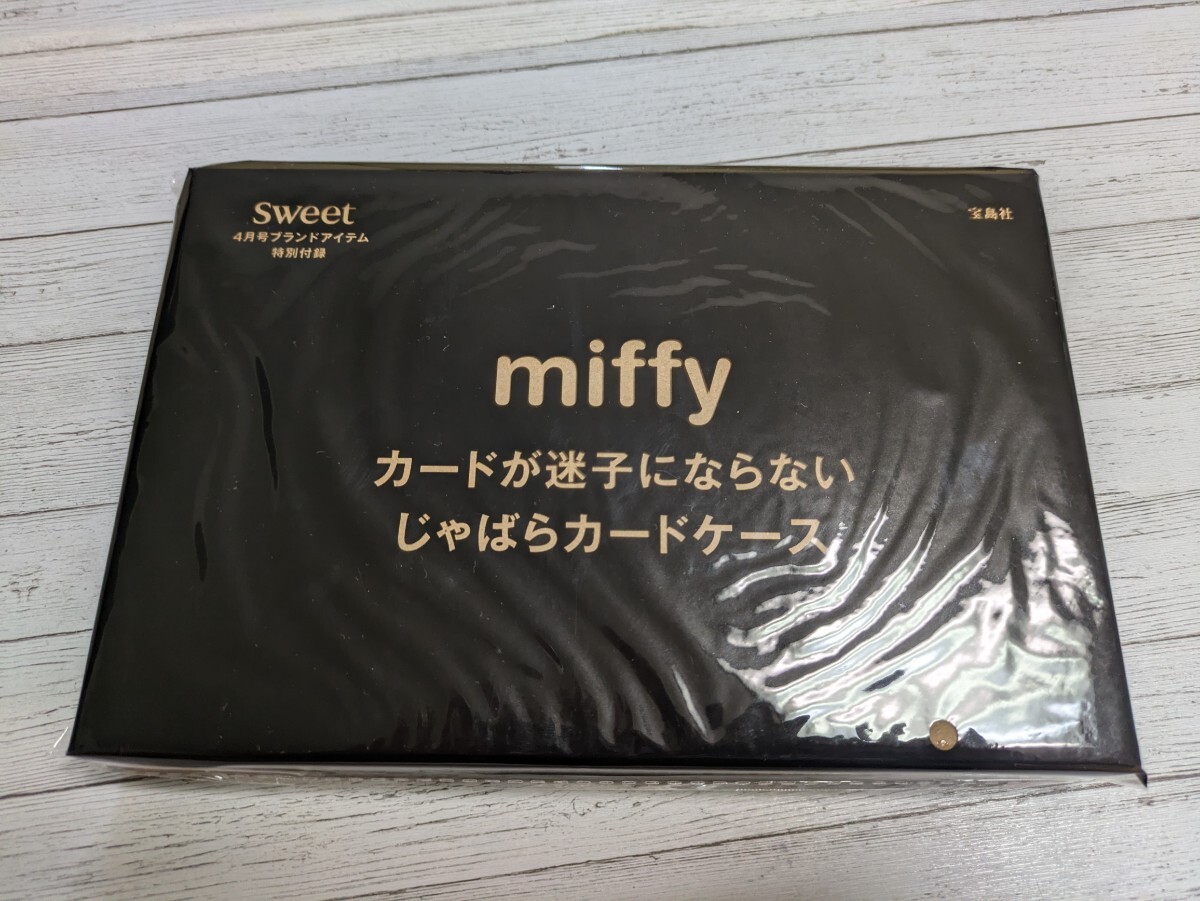 sweet
4月号ブランドアイテム
特別付録
宝島社
miffy
カードが迷子にならない
じゃばらカードケース